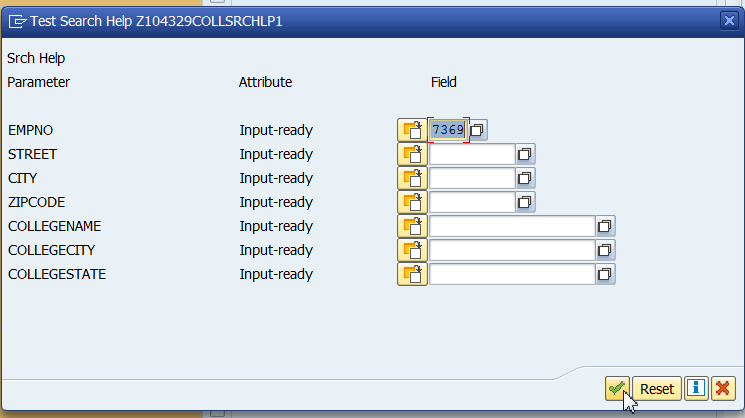 Test Search Help Z104329COLLSRCHLP1
Srch Help
Parameter Attribute Field
EMPNO Input-ready 7369
STREET Input-ready
CITY Input-ready
ZIPCODE Input-ready
COLLEGENAME Input-ready
COLLEGECITY Input-ready
COLLEGESTATE Input-ready
Reset